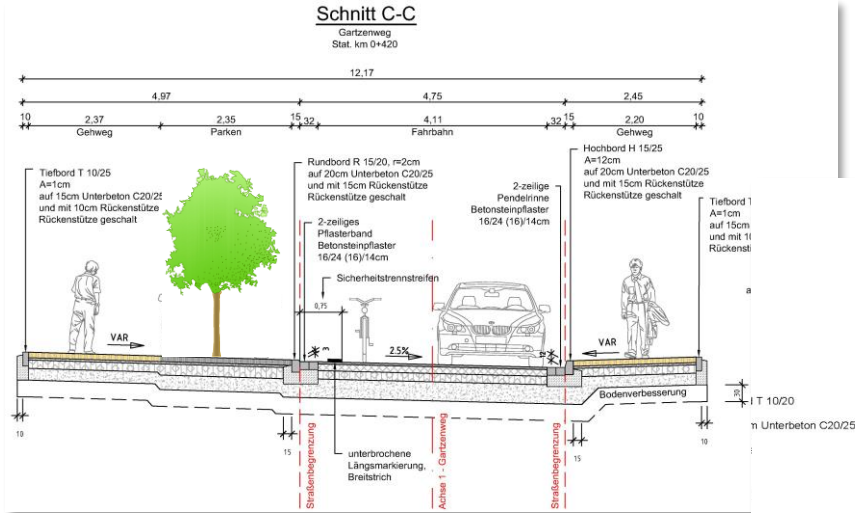 Schnitt C-C
Gartzenweg
Stat. km 0+420
12,17
4,97 4,75 2,45
10 2,37 2,35 15 32 4,11 32 15 2,20 10
Gehweg Parken Fahrbahn Gehweg
Tiefbord T 10/25
A=1cm
auf 15cm Unterbeton C20/25
und mit 10cm Rückenstütze
Rückenstütze geschalt
Rundbord R 15/20, r=2cm
auf 20cm Unterbeton C20/25
und mit 15cm Rückenstütze
Rückenstütze geschalt
2-zeiliges
Pflasterband
Betonsteinpflaster
16/24 (16)/14cm
Sicherheitstrennstreifen
0,75
2-zeilige
Pendelrinne
Betonsteinpflaster
16/24 (16)/14cm
Hochbord H 15/25
A=12cm
auf 20cm Unterbeton C20/25
und mit 15cm Rückenstütze
Rückenstütze geschalt
Tiefbord T
A=1cm
auf 15cm
und mit 10
Rückenst
a
VAR
3
2.5%
12
VAR
Bodenverbesserung
30
T 10/20
m Unterbeton C20/25
10
15
15
10
unterbrochene
Längsmarkierung,
Breitstrich
Straßenbegrenzung
Achse 1 - Gartzenweg
Straßenbegrenzung